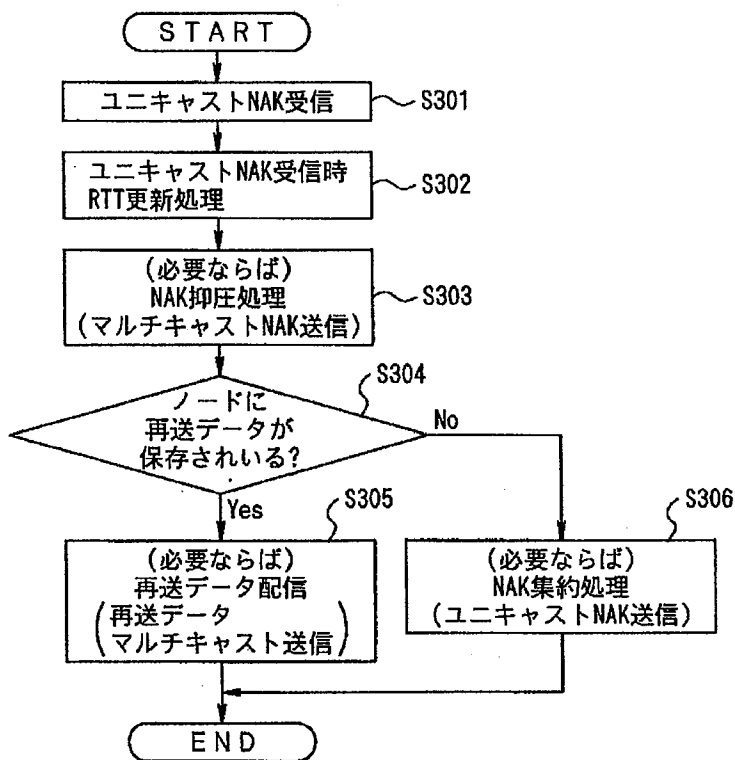 START
ユニキャストNAK受信
S301
ユニキャストNAK受信時
RTT更新処理
S302
(必要ならば)
NAK抑圧処理
(マルチキャストNAK送信)
S303
S304
ノードに
再送データが
保存されいる?
No
Yes
S305
(必要ならば)
再送データ配信
(再送データ
マルチキャスト送信)
S306
(必要ならば)
NAK集約処理
(ユニキャストNAK送信)
END